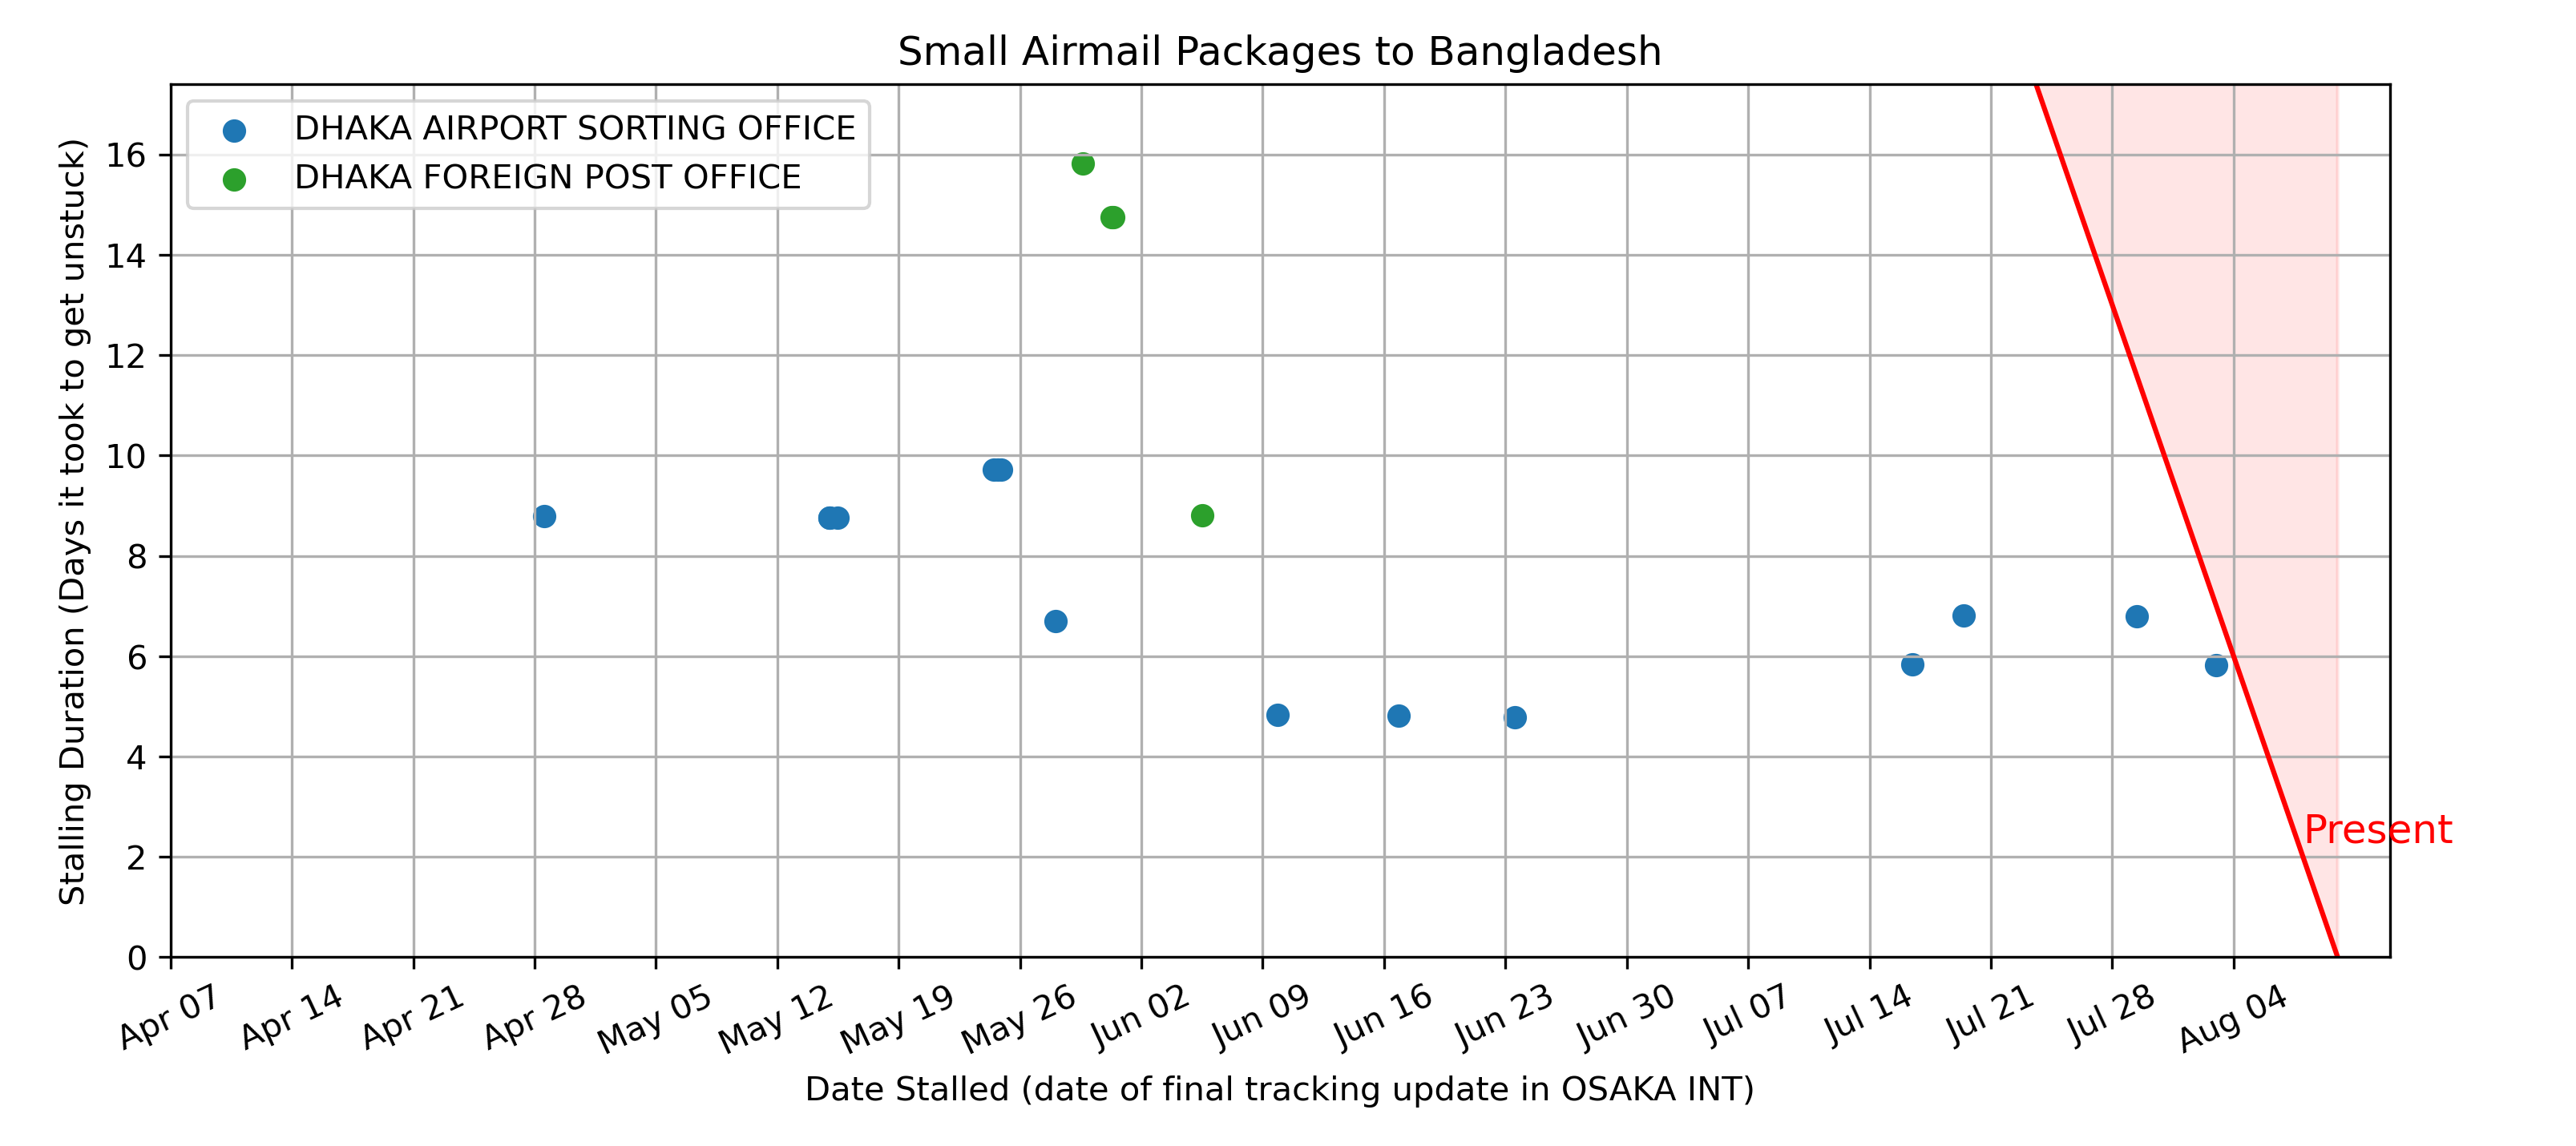 Small Airmail Packages to Bangladesh
DHAKA AIRPORT SORTING OFFICE
DHAKA FOREIGN POST OFFICE
Stalling Duration (Days it took to get unstuck)
16
14
12
10
8
6
4
2
0
Present
Apr 07 Apr 14 Apr 21 Apr 28 May 05 May 12 May 19 May 26 Jun 02 Jun 09 Jun 16 Jun 23 Jun 30 Jul 07 Jul 14 Jul 21 Jul 28 Aug 04
Date Stalled (date of final tracking update in OSAKA INT)